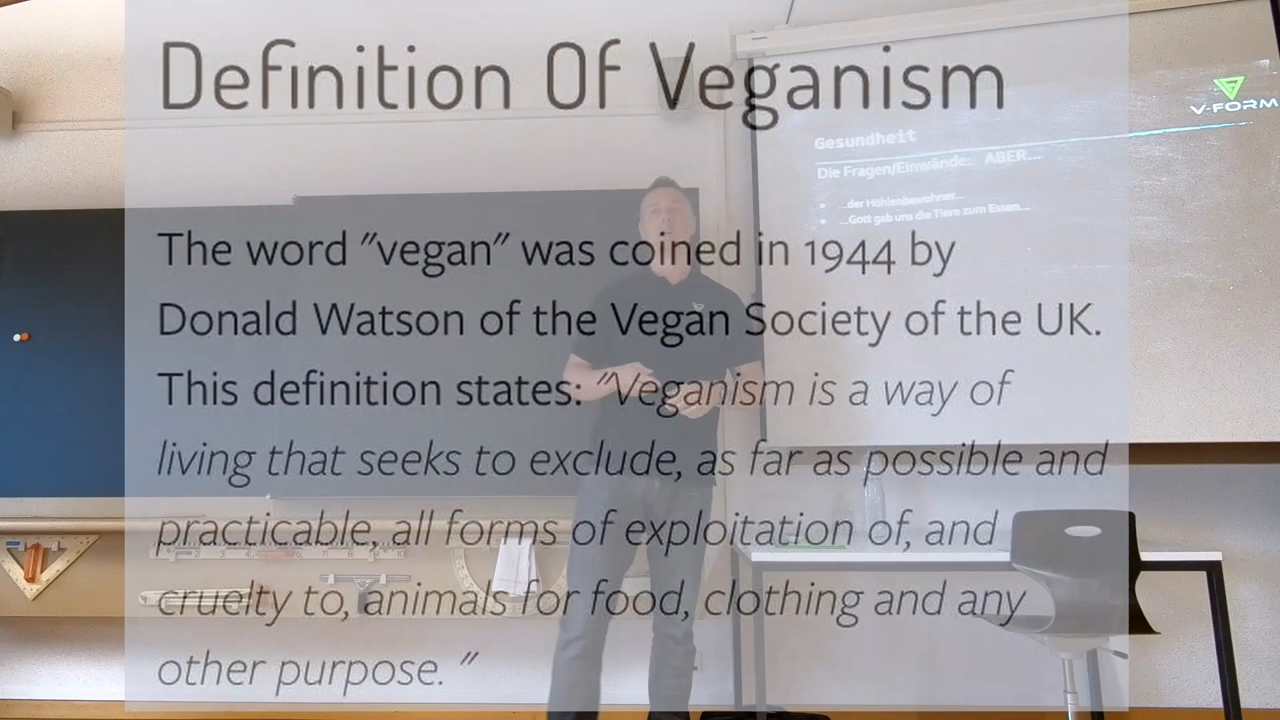 Definition Of Veganism
The word "vegan" was coined in 1944 by
Donald Watson of the Vegan Society of the UK.
This definition states: "Veganism is a way of
living that seeks to exclude, as far as possible and
practicable, all forms of exploitation of, and
cruelty to, animals for food, clothing and any
other purpose. "
V-FORM
Gesundheit
Die Fragen/Einwände: ABER...
...der Höhlenbewohner...
...Gott gab uns die Tiere zum Essen...